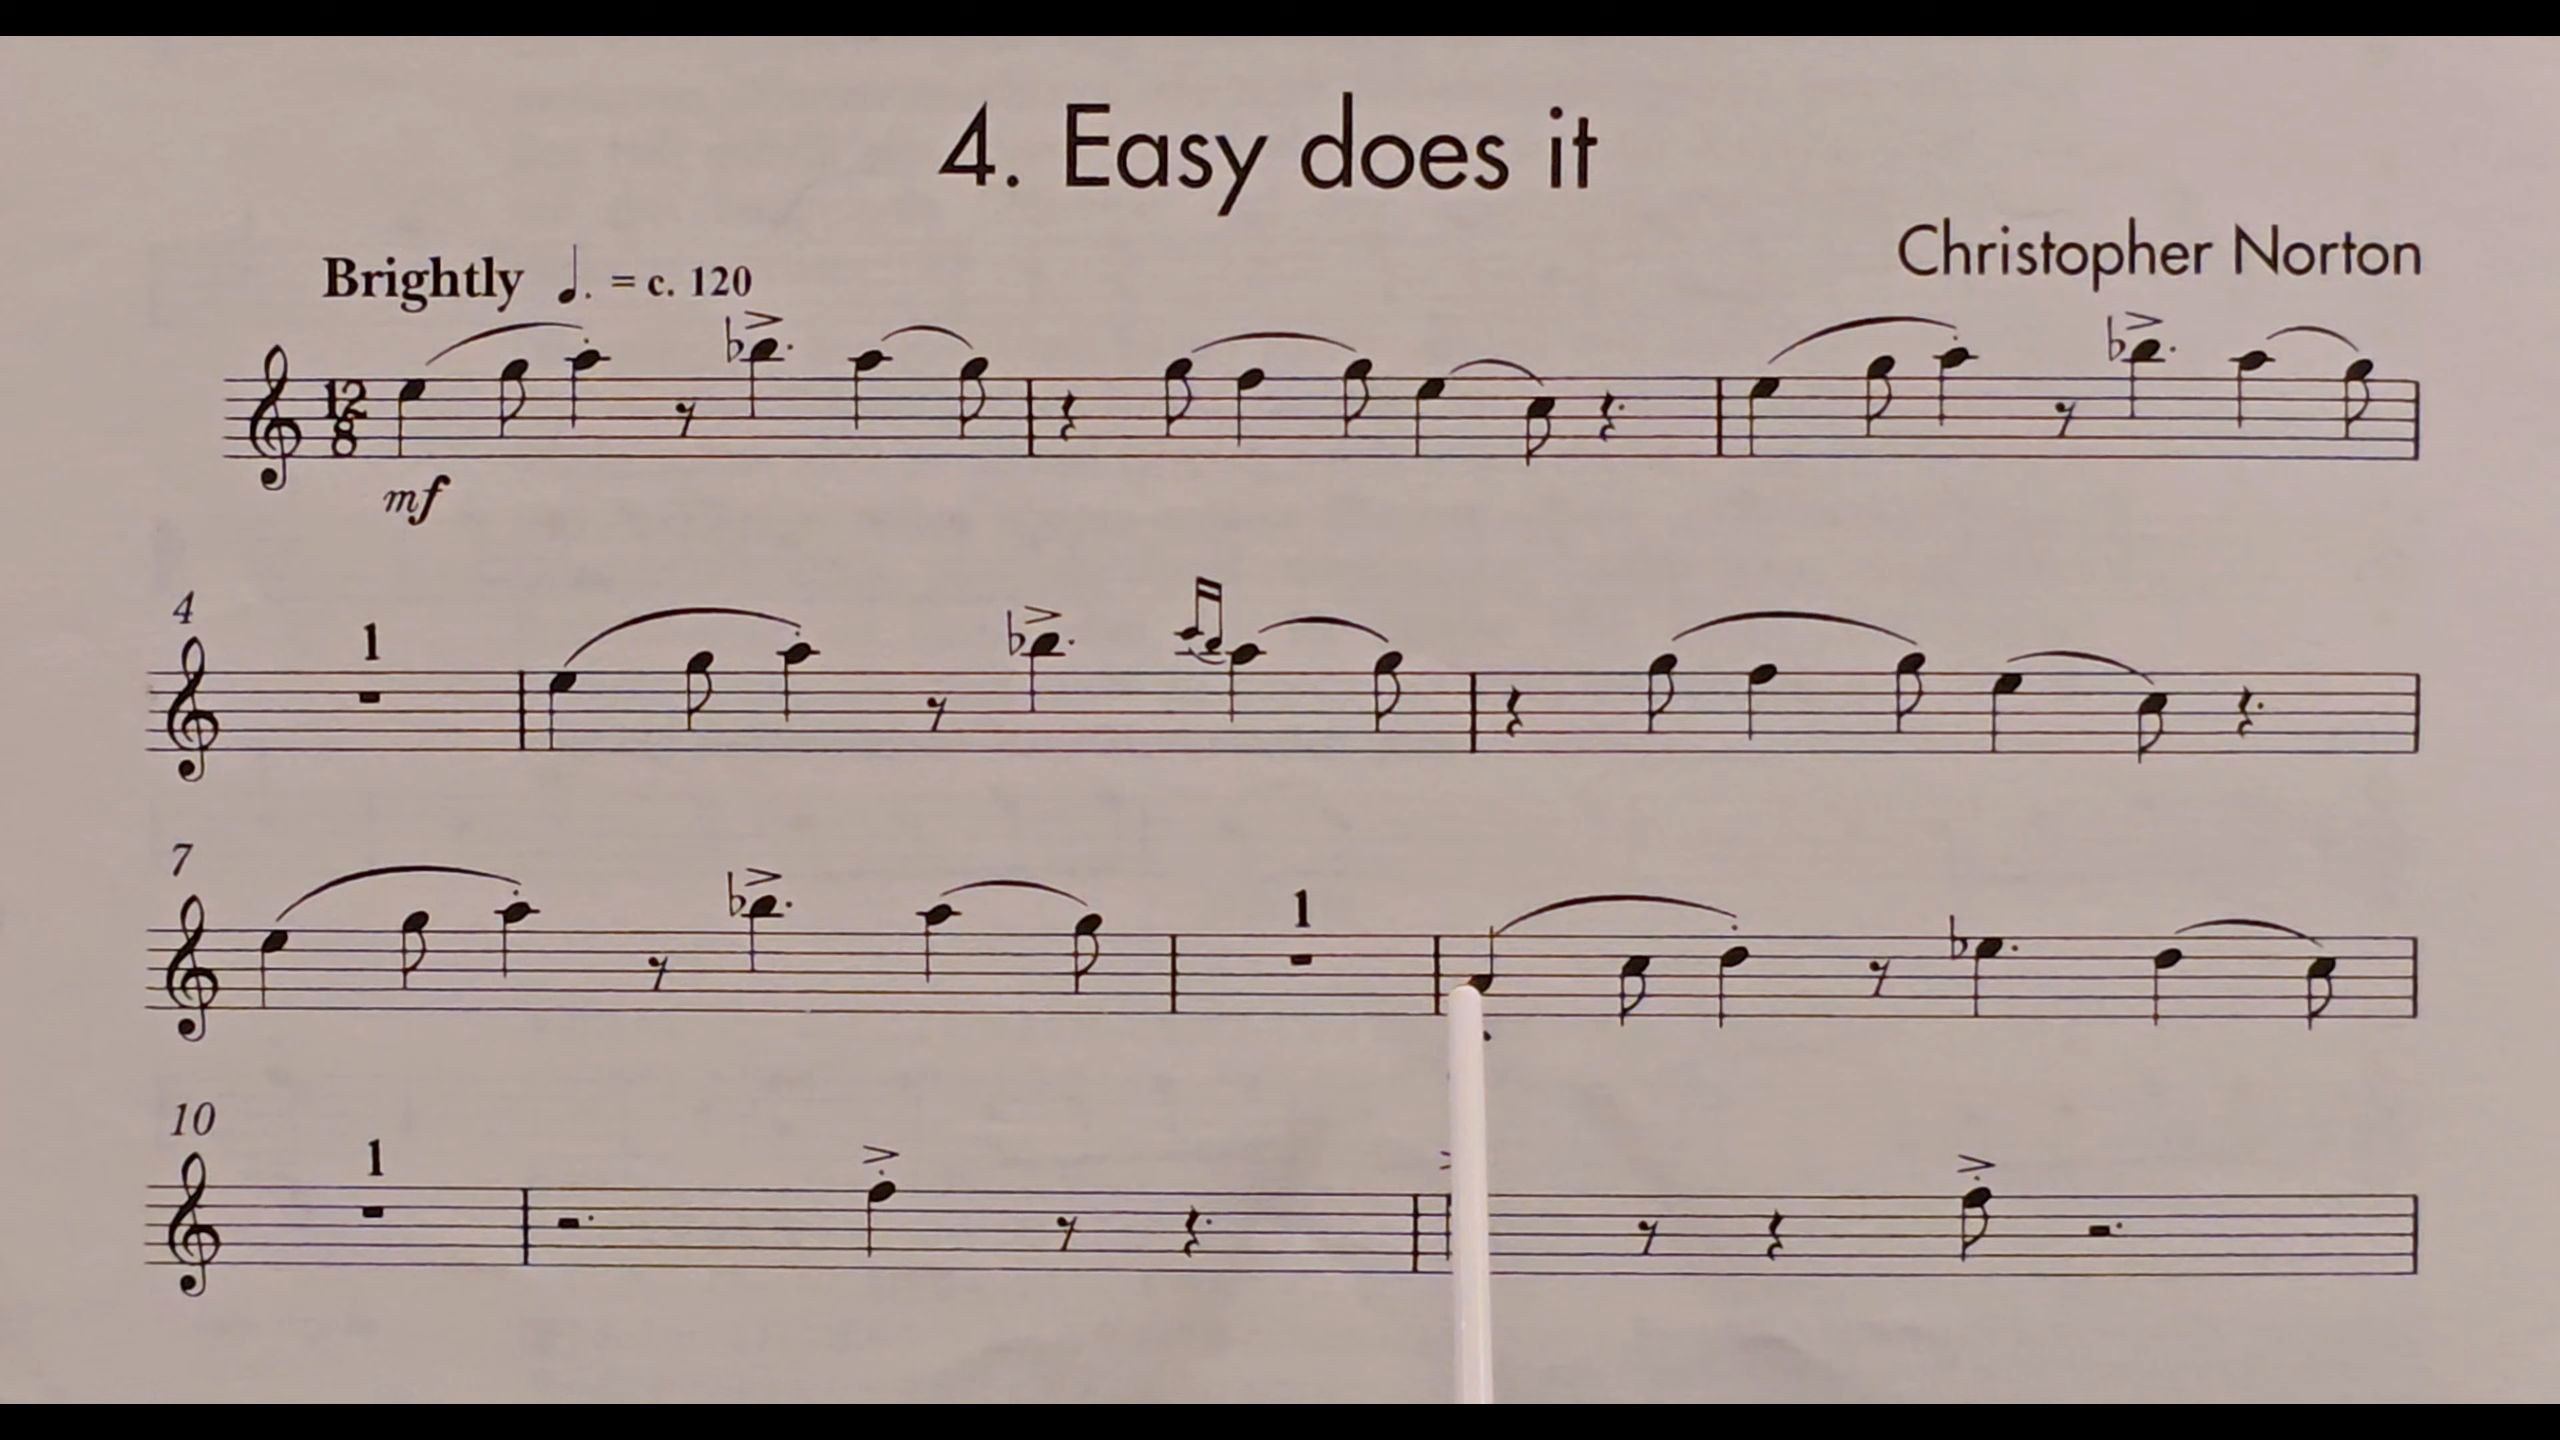 4. Easy does it
Christopher Norton
Brightly ♩. = c. 120
12
8
mf
4
1
7
1
10
1